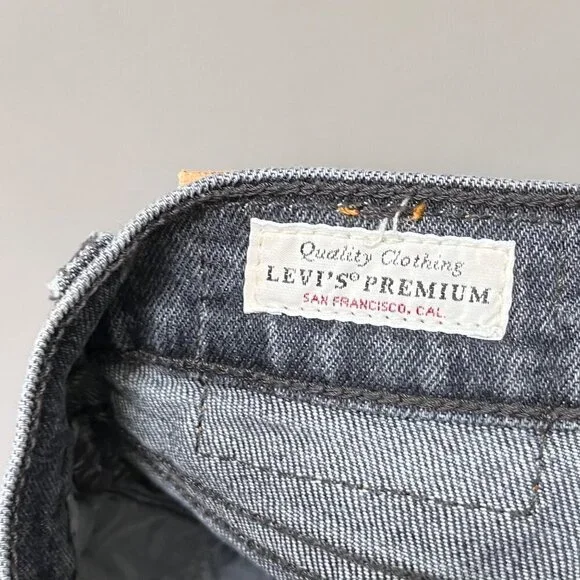 Quality Clothing
LEVI'S® PREMIUM
SAN FRANCISCO, CAL.